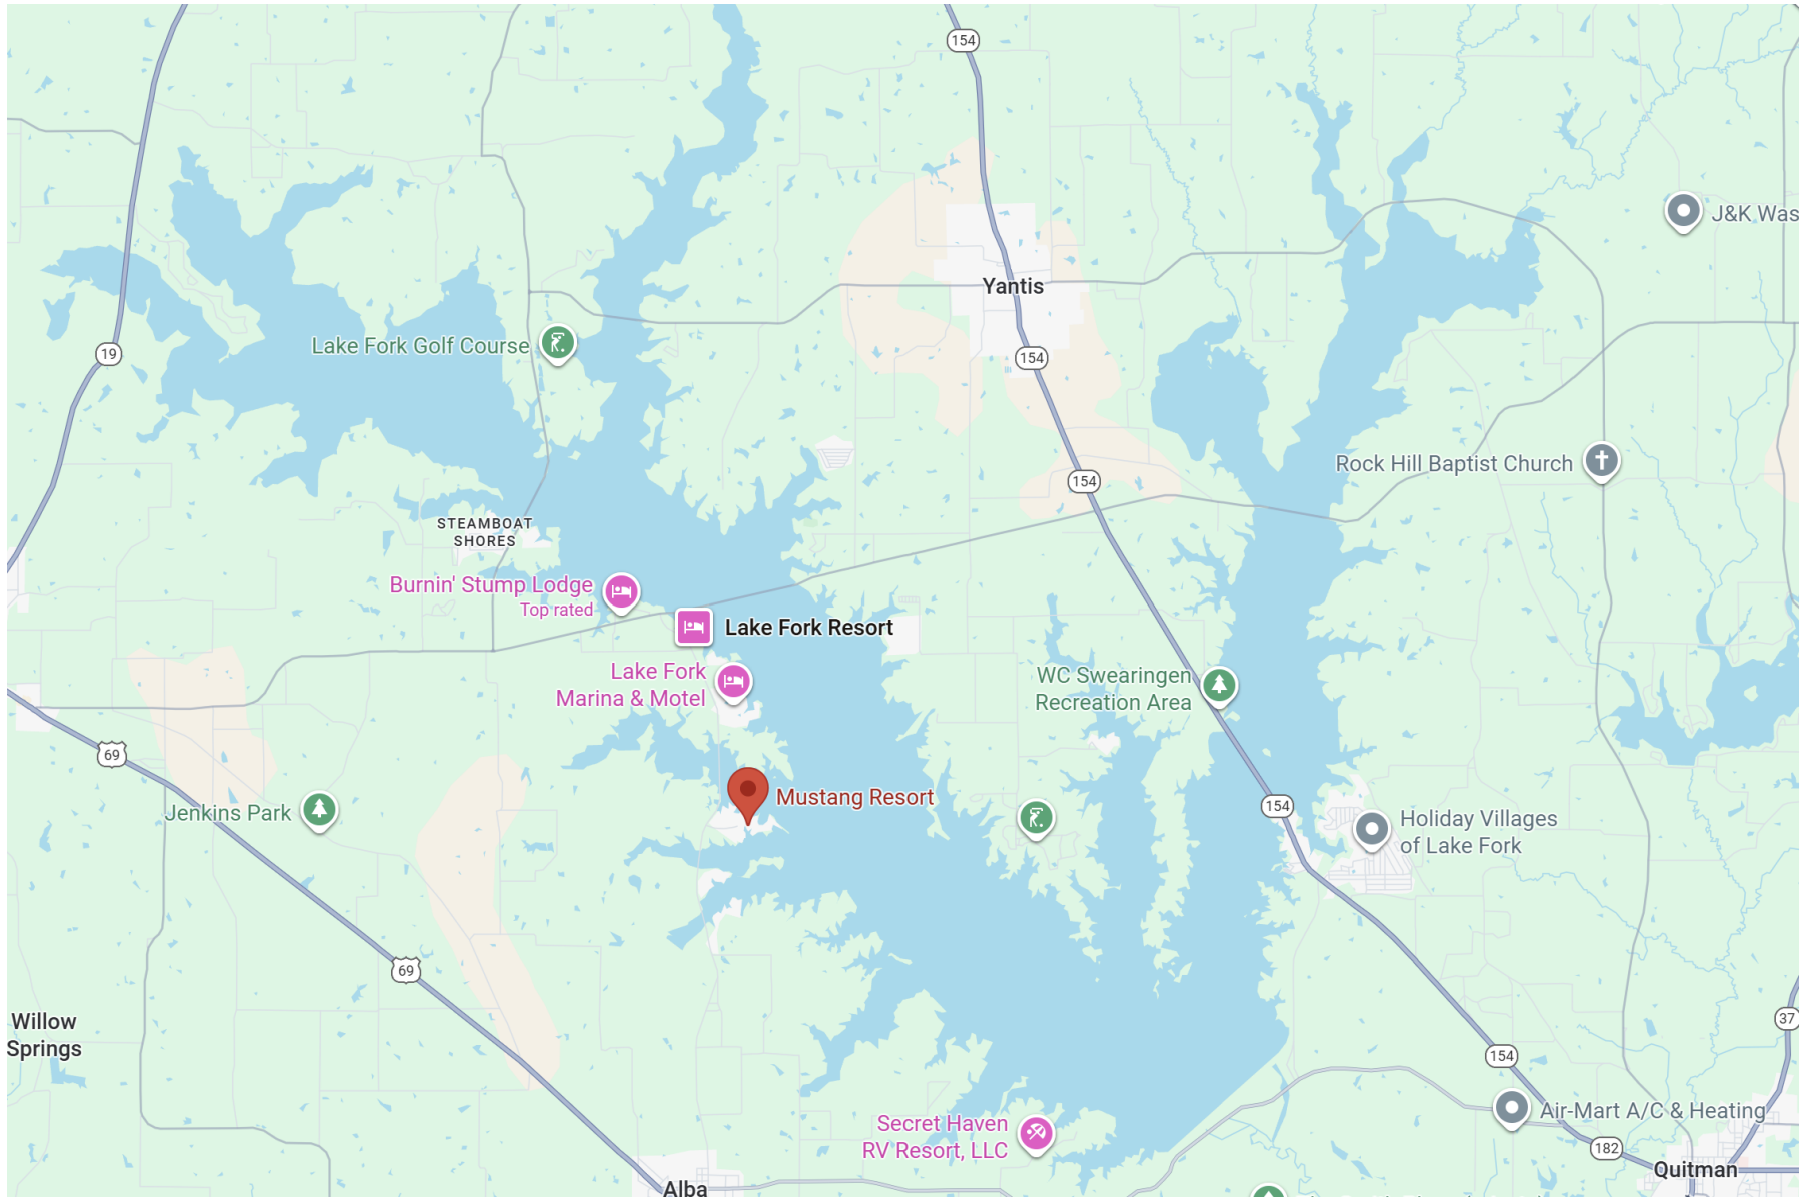 154
J&K Was
Yantis
Lake Fork Golf Course
19
154
Rock Hill Baptist Church
154
STEAMBOAT
SHORES
Burnin' Stump Lodge
Top rated
Lake Fork Resort
Lake Fork
Marina & Motel
WC Swearingen
Recreation Area
69
Mustang Resort
154
Jenkins Park
Holiday Villages
of Lake Fork
69
Willow
Springs
37
154
Air-Mart A/C & Heating
Secret Haven
RV Resort, LLC
182
Quitman
Alba